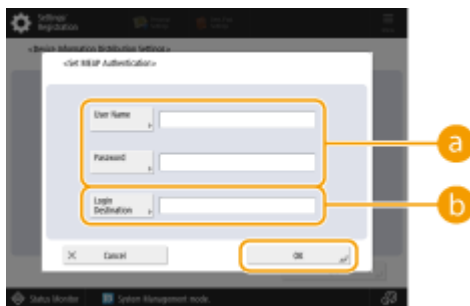 Settings/
Registration
<Device Information Distribution Settings>
<Set MEAP Authentication>
User Name
a
Password
Login
Destination
b
Cancel
OK
Status Monitor
System Management mode.